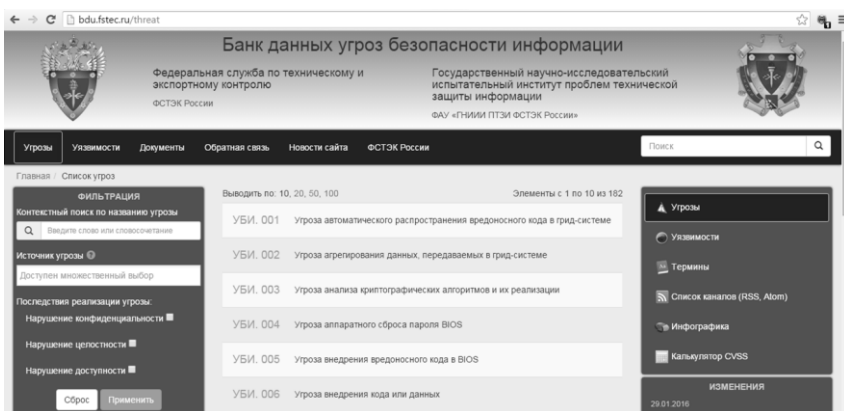 bdu.fstec.ru/threat
Банк данных угроз безопасности информации
Федеральная служба по техническому и
экспортному контролю
ФСТЭК России
Государственный научно-исследовательский
испытательный институт проблем технической
защиты информации
ФАУ «ГНИИИ ПТЗИ ФСТЭК России»
Угрозы Уязвимости Документы Обратная связь Новости сайта ФСТЭК России Поиск
Главная / Список угроз
ФИЛЬТРАЦИЯ
Контекстный поиск по названию угрозы
Введите слово или словосочетание
Источник угрозы
Доступен множественный выбор
Последствия реализации угрозы:
Нарушение конфиденциальности
Нарушение целостности
Нарушение доступности
Сброс Применить
Выводить по: 10, 20, 50, 100 Элементы с 1 по 10 из 182
УБИ. 001 Угроза автоматического распространения вредоносного кода в грид-системе
УБИ. 002 Угроза агрегирования данных, передаваемых в грид-системе
УБИ. 003 Угроза анализа криптографических алгоритмов и их реализации
УБИ. 004 Угроза аппаратного сброса пароля BIOS
УБИ. 005 Угроза внедрения вредоносного кода в BIOS
УБИ. 006 Угроза внедрения кода или данных
Угрозы
Уязвимости
Термины
Список каналов (RSS, Atom)
Инфографика
Калькулятор CVSS
ИЗМЕНЕНИЯ
29.01.2016